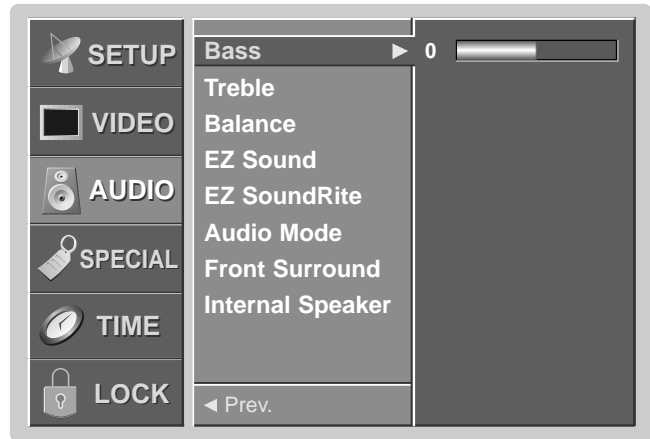 SETUP
VIDEO
AUDIO
SPECIAL
TIME
LOCK
Bass ► 0
Treble
Balance
EZ Sound
EZ SoundRite
Audio Mode
Front Surround
Internal Speaker
◄ Prev.